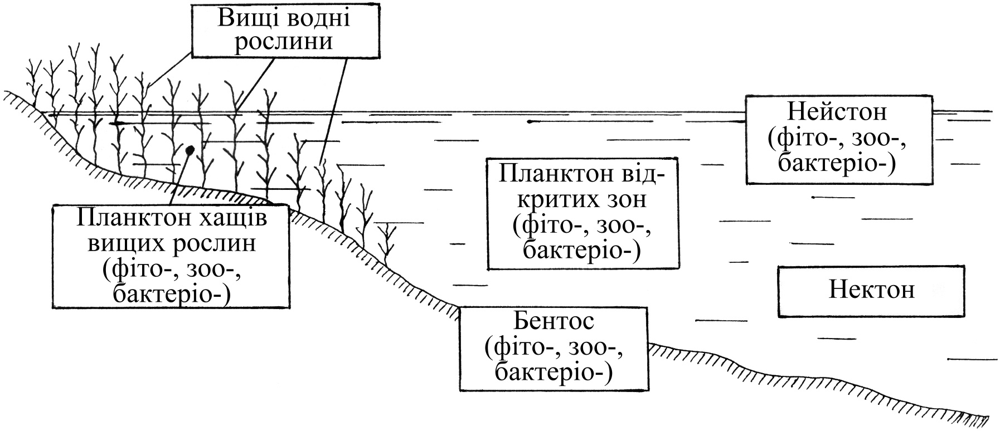 Вищі водні
рослини
Нейстон
(фіто-, зоо-,
бактеріо-)
Планктон від-
критих зон
(фіто-, зоо-,
бактеріо-)
Планктон хащів
вищих рослин
(фіто-, зоо-,
бактеріо-)
Нектон
Бентос
(фіто-, зоо-,
бактеріо-)